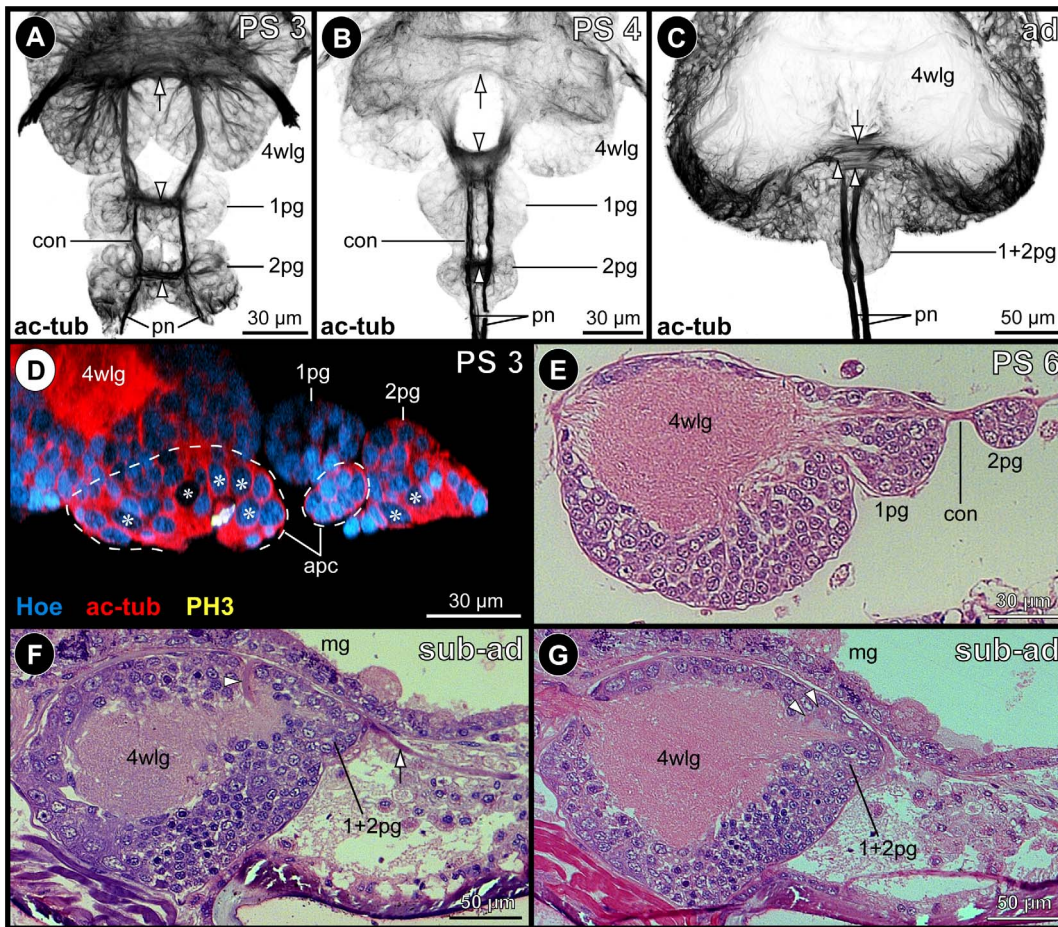 A
PS 3
4wlg
1pg
con
2pg
pn
ac-tub
30 µm
B
PS 4
4wlg
1pg
con
2pg
pn
ac-tub
30 µm
C
ad
4wlg
1+2pg
ac-tub
50 µm
D
PS 3
4wlg
1pg
2pg
* * * * * *
apc
Hoe ac-tub PH3
30 µm
E
PS 6
4wlg
2pg
1pg
con
30 µm
F
sub-ad
mg
4wlg
1+2pg
50 µm
G
sub-ad
mg
4wlg
1+2pg
50 µm